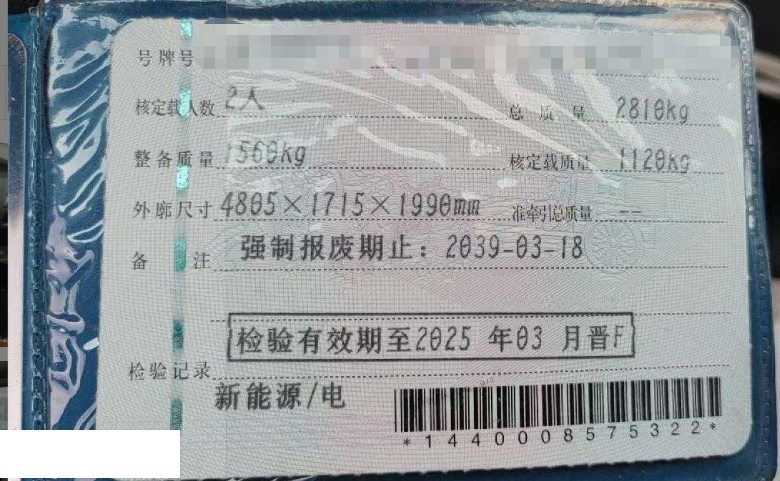 号牌号
核定载人数 2人 总质量 2810kg
整备质量 1560kg 核定载质量 1120kg
外廓尺寸 4805×1715×1990mm 准牵引总质量 --
备注 强制报废期止：2039-03-18
检验有效期至2025 年03 月晋F
检验记录
新能源/电
*1440008575322*